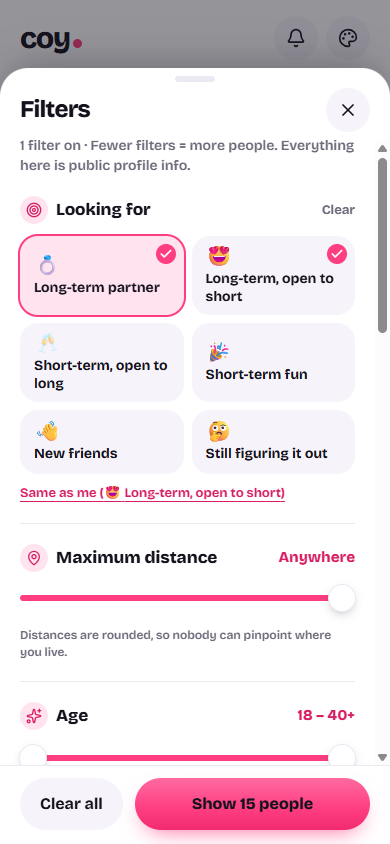 coy.
Filters
1 filter on · Fewer filters = more people. Everything
here is public profile info.
Looking for
Clear
Long-term partner
Long-term, open to
short
Short-term, open to
long
Short-term fun
New friends
Still figuring it out
Same as me (😍 Long-term, open to short)
Maximum distance
Anywhere
Distances are rounded, so nobody can pinpoint where
you live.
Age
18 – 40+
Clear all
Show 15 people